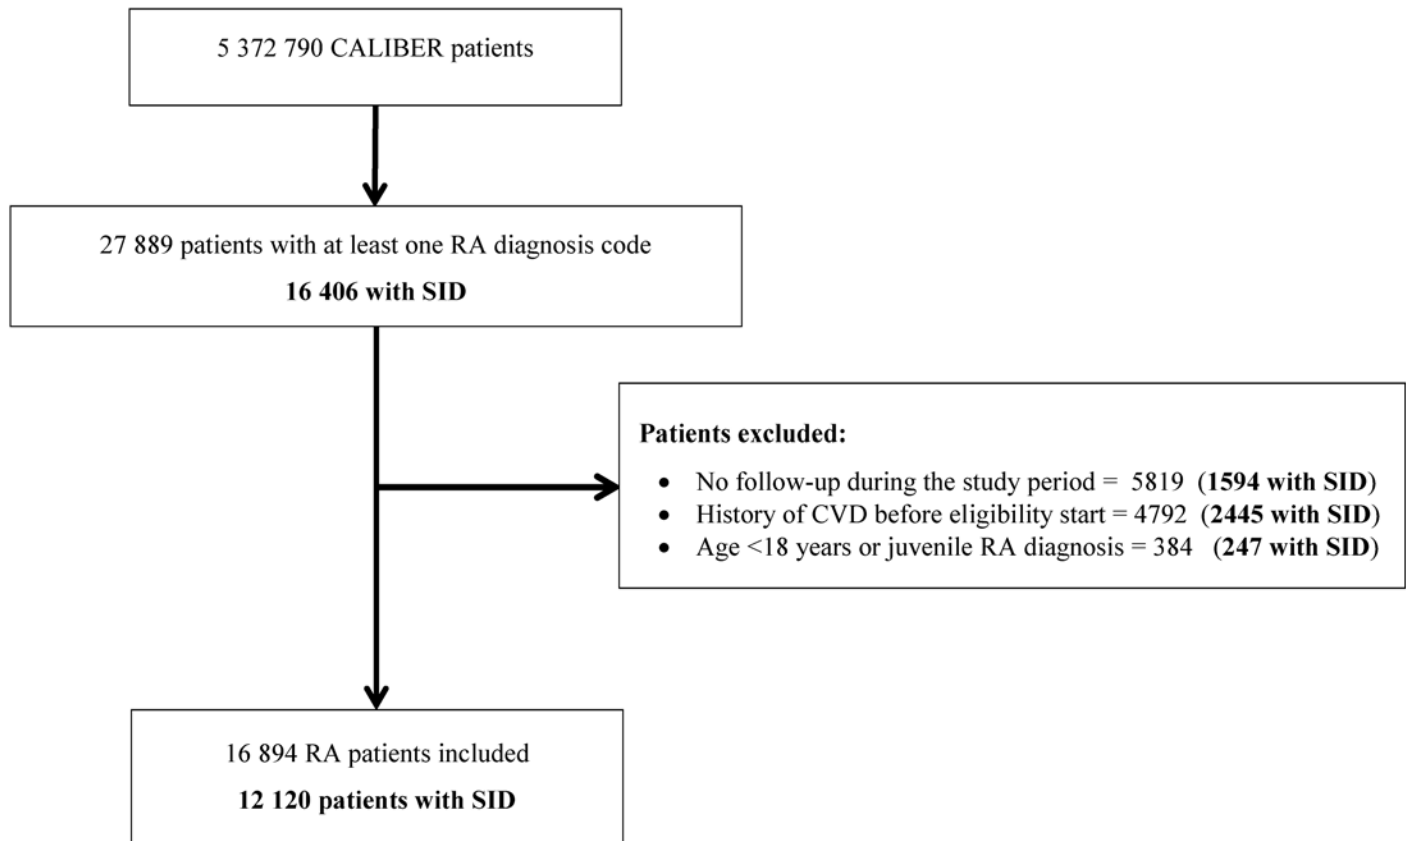 5 372 790 CALIBER patients
27 889 patients with at least one RA diagnosis code
16 406 with SID
Patients excluded:
• No follow-up during the study period = 5819 (1594 with SID)
• History of CVD before eligibility start = 4792 (2445 with SID)
• Age <18 years or juvenile RA diagnosis = 384 (247 with SID)
16 894 RA patients included
12 120 patients with SID